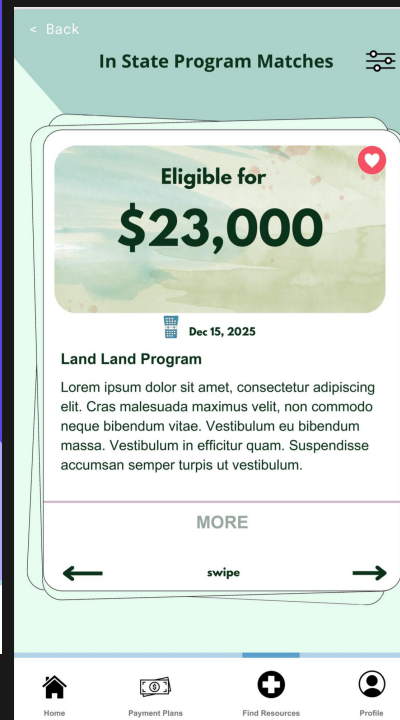 < Back
In State Program Matches
Eligible for
$23,000
Dec 15, 2025
Land Land Program
Lorem ipsum dolor sit amet, consectetur adipiscing
elit. Cras malesuada maximus velit, non commodo
neque bibendum vitae. Vestibulum eu bibendum
massa. Vestibulum in efficitur quam. Suspendisse
accumsan semper turpis ut vestibulum.
MORE
swipe
Home
Payment Plans
Find Resources
Profile